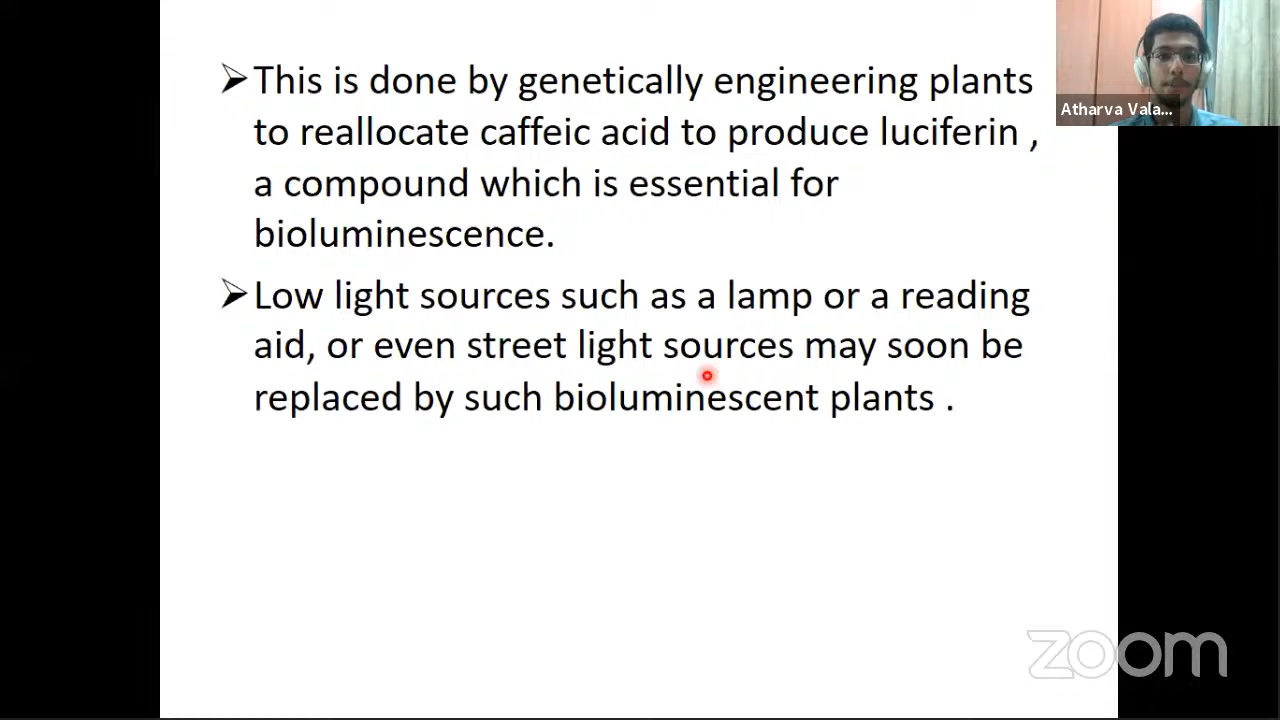 ➢This is done by genetically engineering plants
to reallocate caffeic acid to produce luciferin ,
a compound which is essential for
bioluminescence.
➢Low light sources such as a lamp or a reading
aid, or even street light sources may soon be
replaced by such bioluminescent plants .
Atharva Vala...
zoom